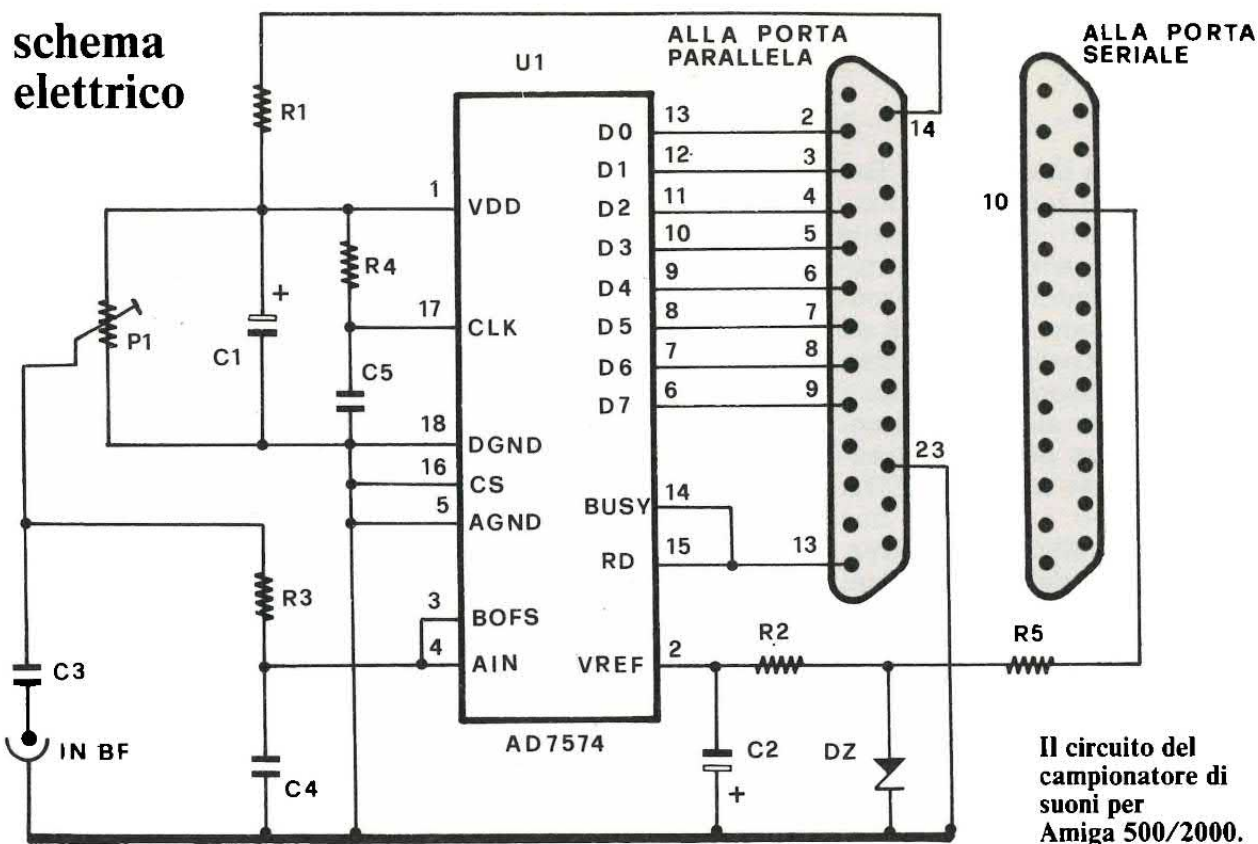 schema
elettrico
ALLA PORTA
PARALLELA
ALLA PORTA
SERIALE
U1
R1
14
13
D0
2
12
D1
3
1
VDD
11
D2
4
10
R4
10
D3
5
9
D4
6
+
17
CLK
8
D5
7
P1
C1
7
D6
8
C5
6
D7
9
18
DGND
23
16
CS
5
AGND
14
BUSY
15
RD
13
R3
3
BOFS
4
AIN
VREF
2
R2
R5
C3
IN BF
AD7574
C2
DZ
C4
+
Il circuito del
campionatore di
suoni per
Amiga 500/2000.